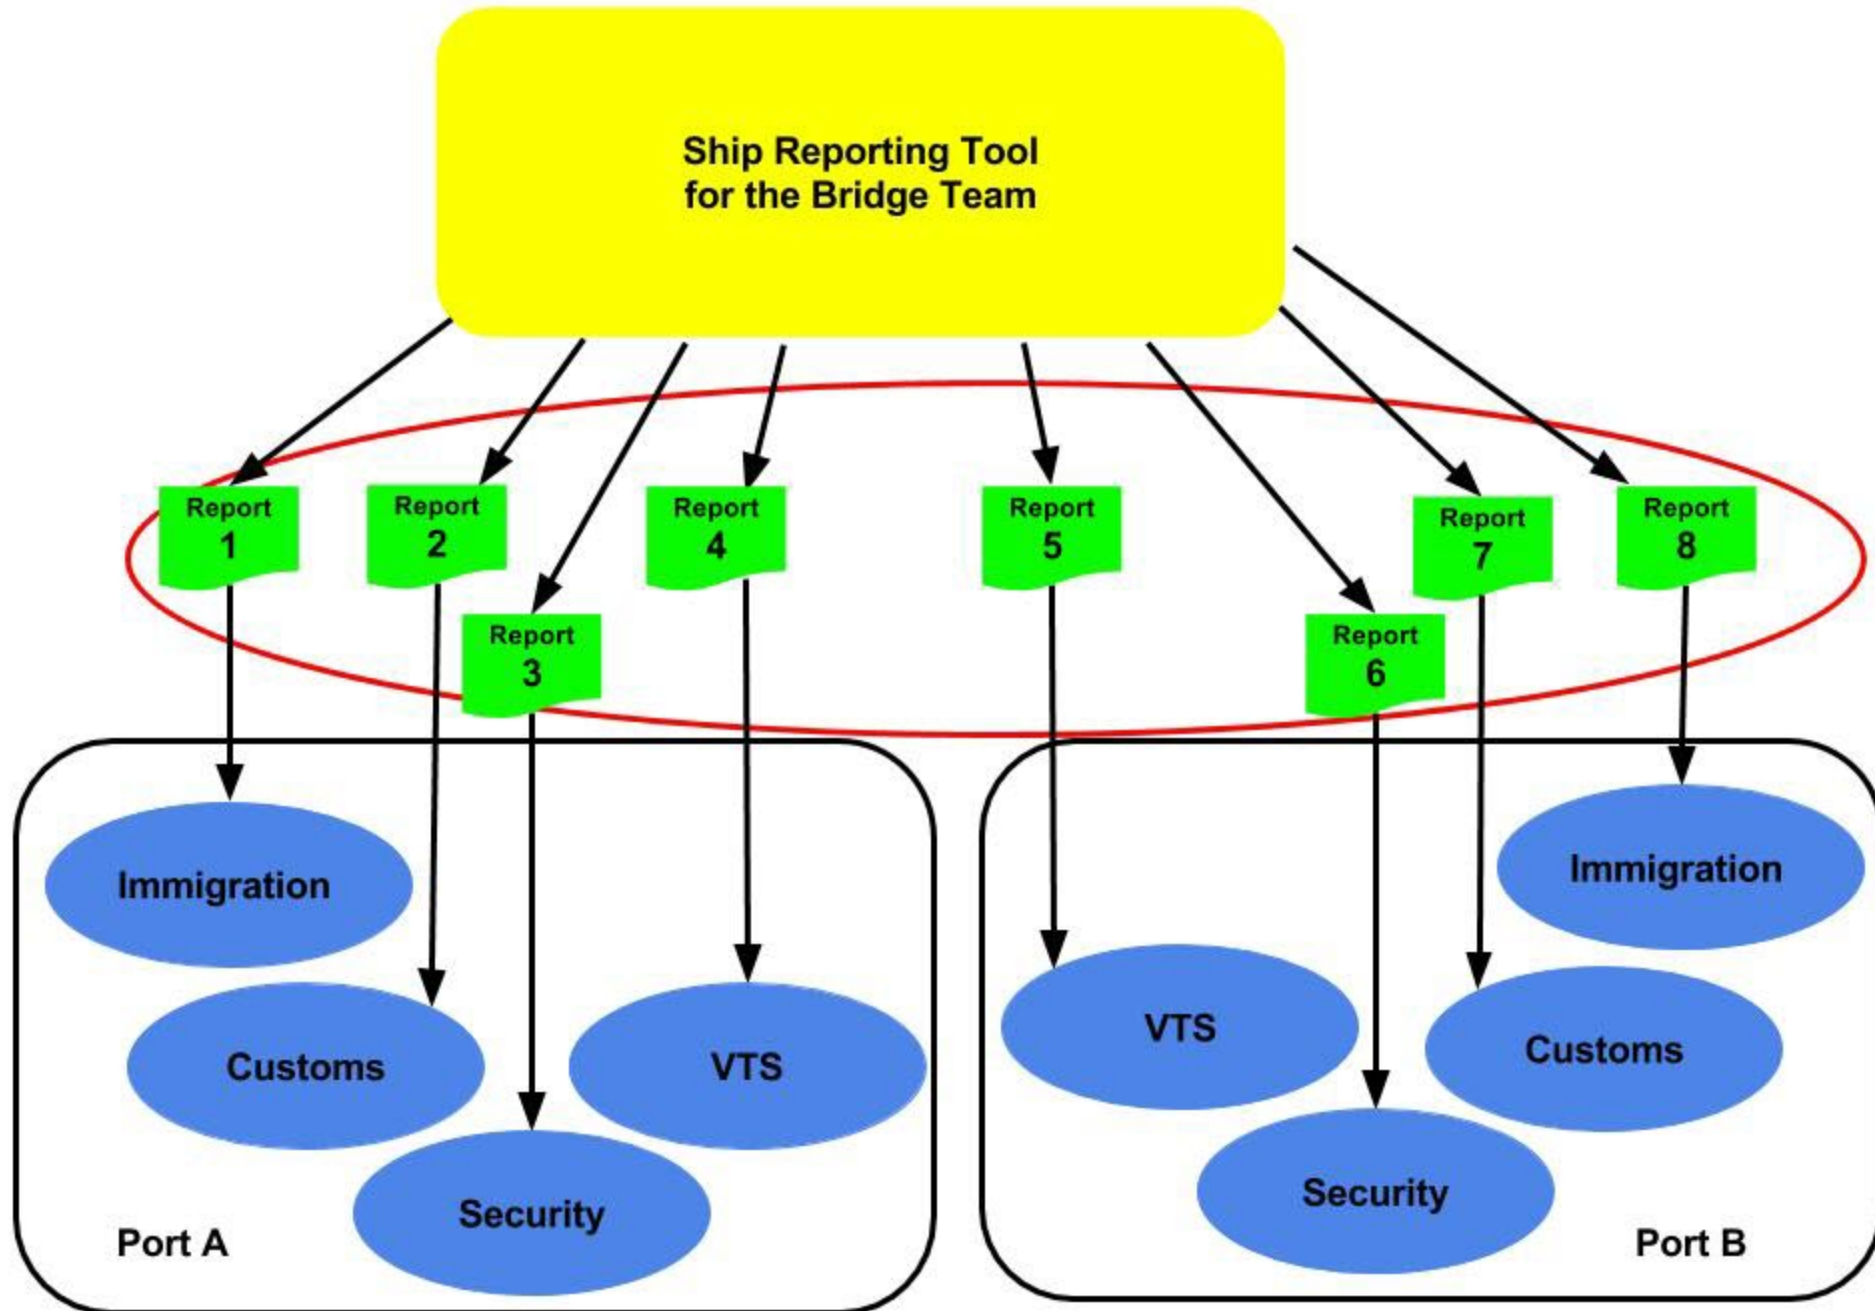 Ship Reporting Tool
for the Bridge Team
Report
1
Report
2
Report
3
Report
4
Report
5
Report
6
Report
7
Report
8
Immigration
Customs
Security
VTS
Port A
VTS
Security
Customs
Immigration
Port B